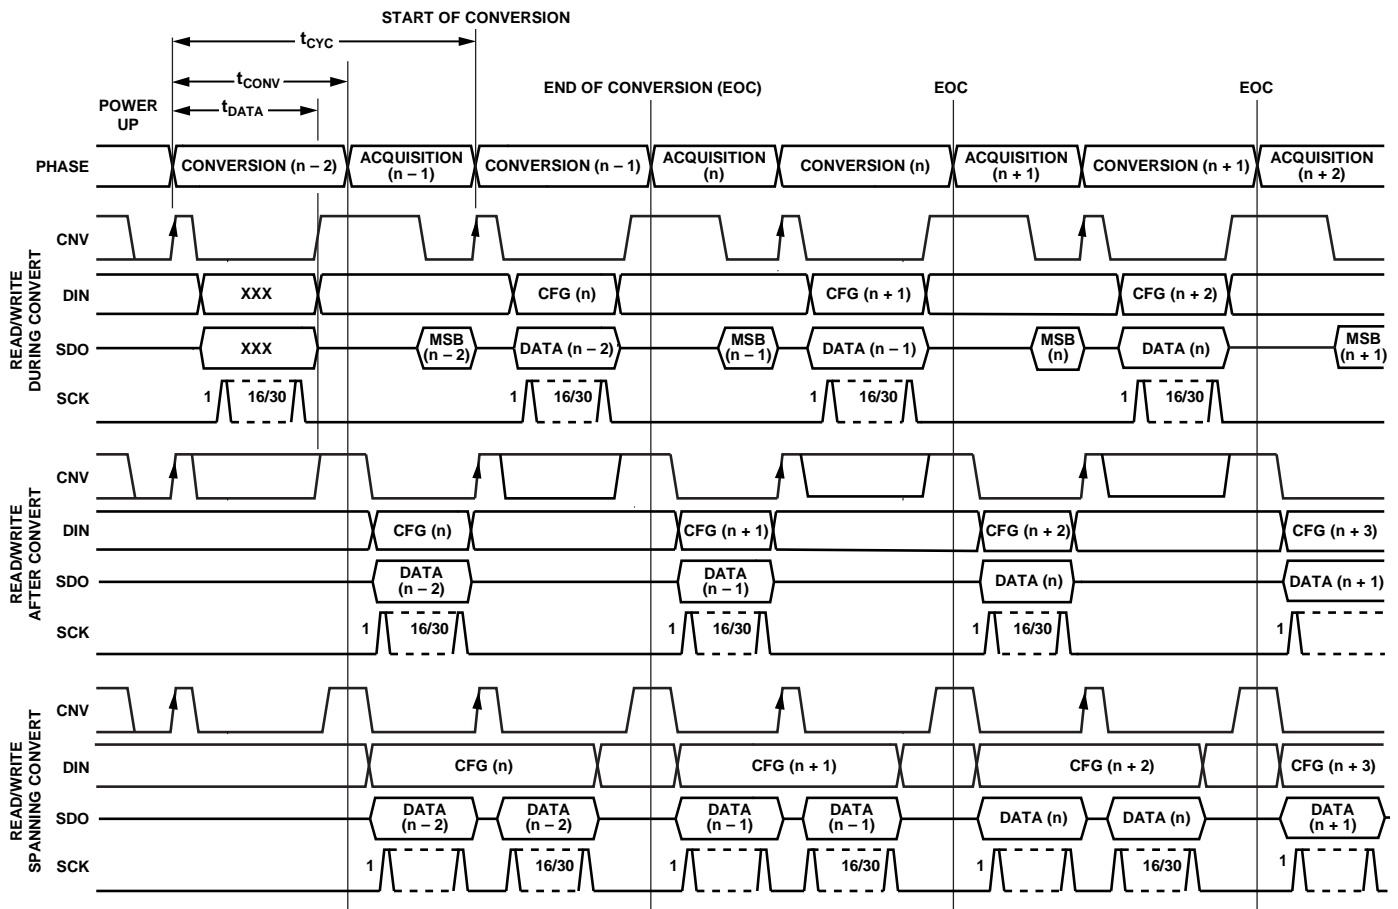 START OF CONVERSION
tCYC
tCONV
END OF CONVERSION (EOC)
EOC
EOC
POWER
UP
tDATA
PHASE
CONVERSION (n – 2)
ACQUISITION
(n – 1)
CONVERSION (n – 1)
ACQUISITION
(n)
CONVERSION (n)
ACQUISITION
(n + 1)
CONVERSION (n + 1)
ACQUISITION
(n + 2)
READ/WRITE
DURING CONVERT
CNV
DIN
XXX
CFG (n)
CFG (n + 1)
CFG (n + 2)
SDO
XXX
MSB
(n – 2)
DATA (n – 2)
MSB
(n – 1)
DATA (n – 1)
MSB
(n)
DATA (n)
MSB
(n + 1)
SCK
1
16/30
1
16/30
1
16/30
1
16/30
READ/WRITE
AFTER CONVERT
CNV
DIN
CFG (n)
CFG (n + 1)
CFG (n + 2)
CFG (n + 3)
SDO
DATA
(n – 2)
DATA
(n – 1)
DATA (n)
DATA (n + 1)
SCK
1
16/30
1
16/30
1
16/30
1
READ/WRITE
SPANNING CONVERT
CNV
DIN
CFG (n)
CFG (n + 1)
CFG (n + 2)
CFG (n + 3)
SDO
DATA
(n – 2)
DATA
(n – 2)
DATA
(n – 1)
DATA
(n – 1)
DATA (n)
DATA (n)
DATA
(n + 1)
SCK
1
16/30
1
16/30
1
16/30
1